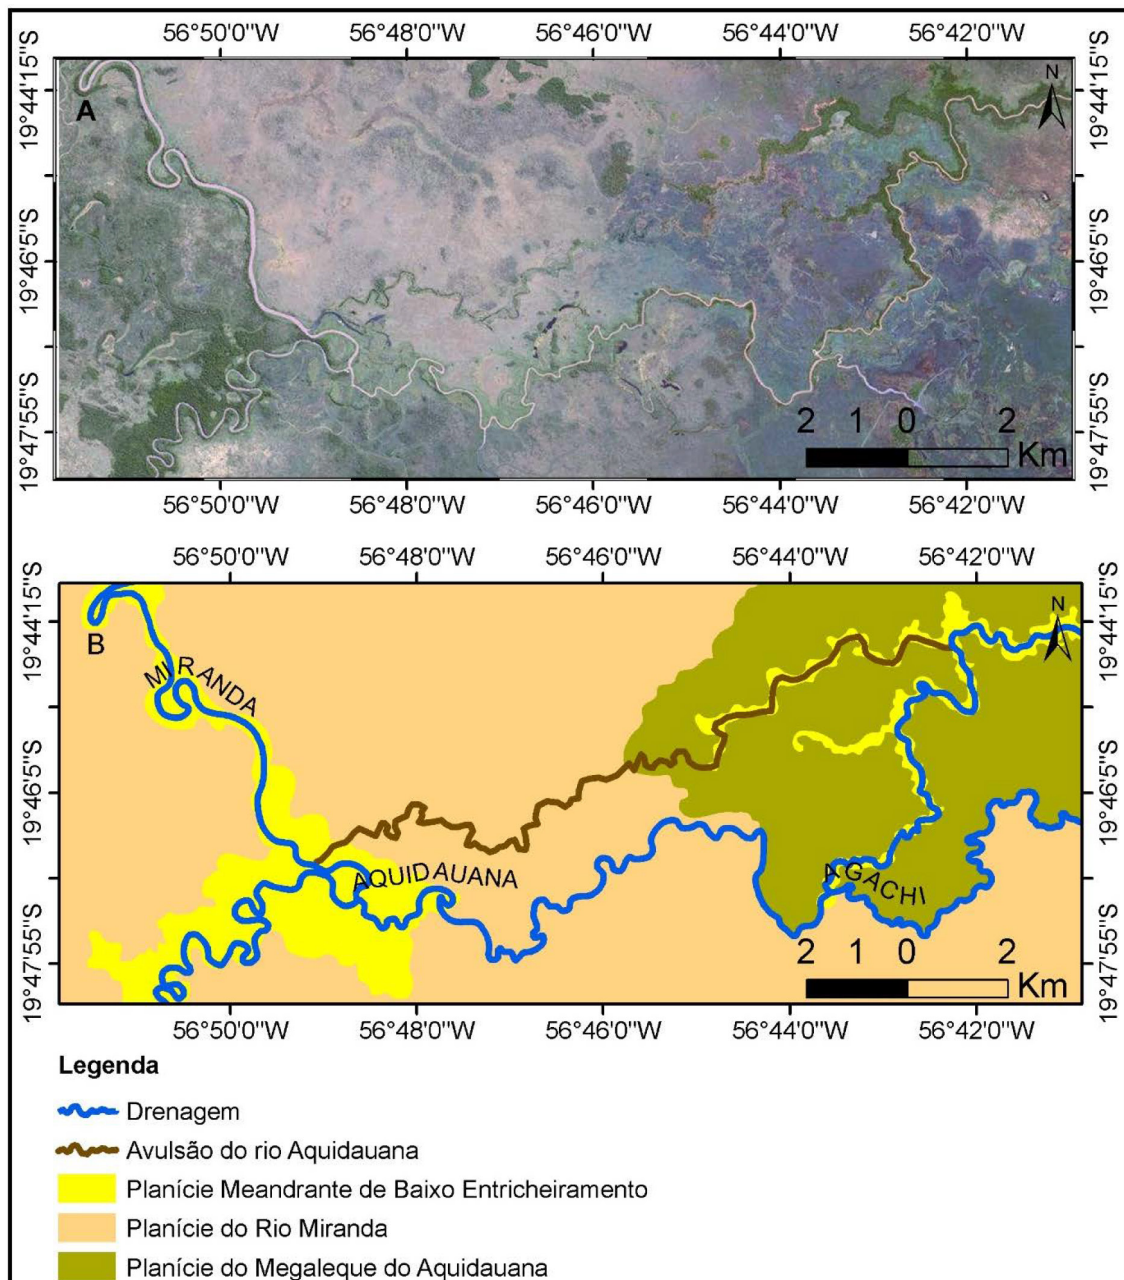 56°50'0"W 56°48'0"W 56°46'0"W 56°44'0"W 56°42'0"W
19°44'15"S
19°46'5"S
19°47'55"S
A
N
19°44'15"S
19°46'5"S
19°47'55"S
2 1 0 2
Km
56°50'0"W 56°48'0"W 56°46'0"W 56°44'0"W 56°42'0"W
56°50'0"W 56°48'0"W 56°46'0"W 56°44'0"W 56°42'0"W
19°44'15"S
19°46'5"S
19°47'55"S
B
N
MIRANDA
AQUIDAUANA
AGACHI
19°44'15"S
19°46'5"S
19°47'55"S
2 1 0 2
Km
56°50'0"W 56°48'0"W 56°46'0"W 56°44'0"W 56°42'0"W
Legenda
Drenagem
Avulsão do rio Aquidauana
Planície Meandrante de Baixo Entricheiramento
Planície do Rio Miranda
Planície do Megaleque do Aquidauana